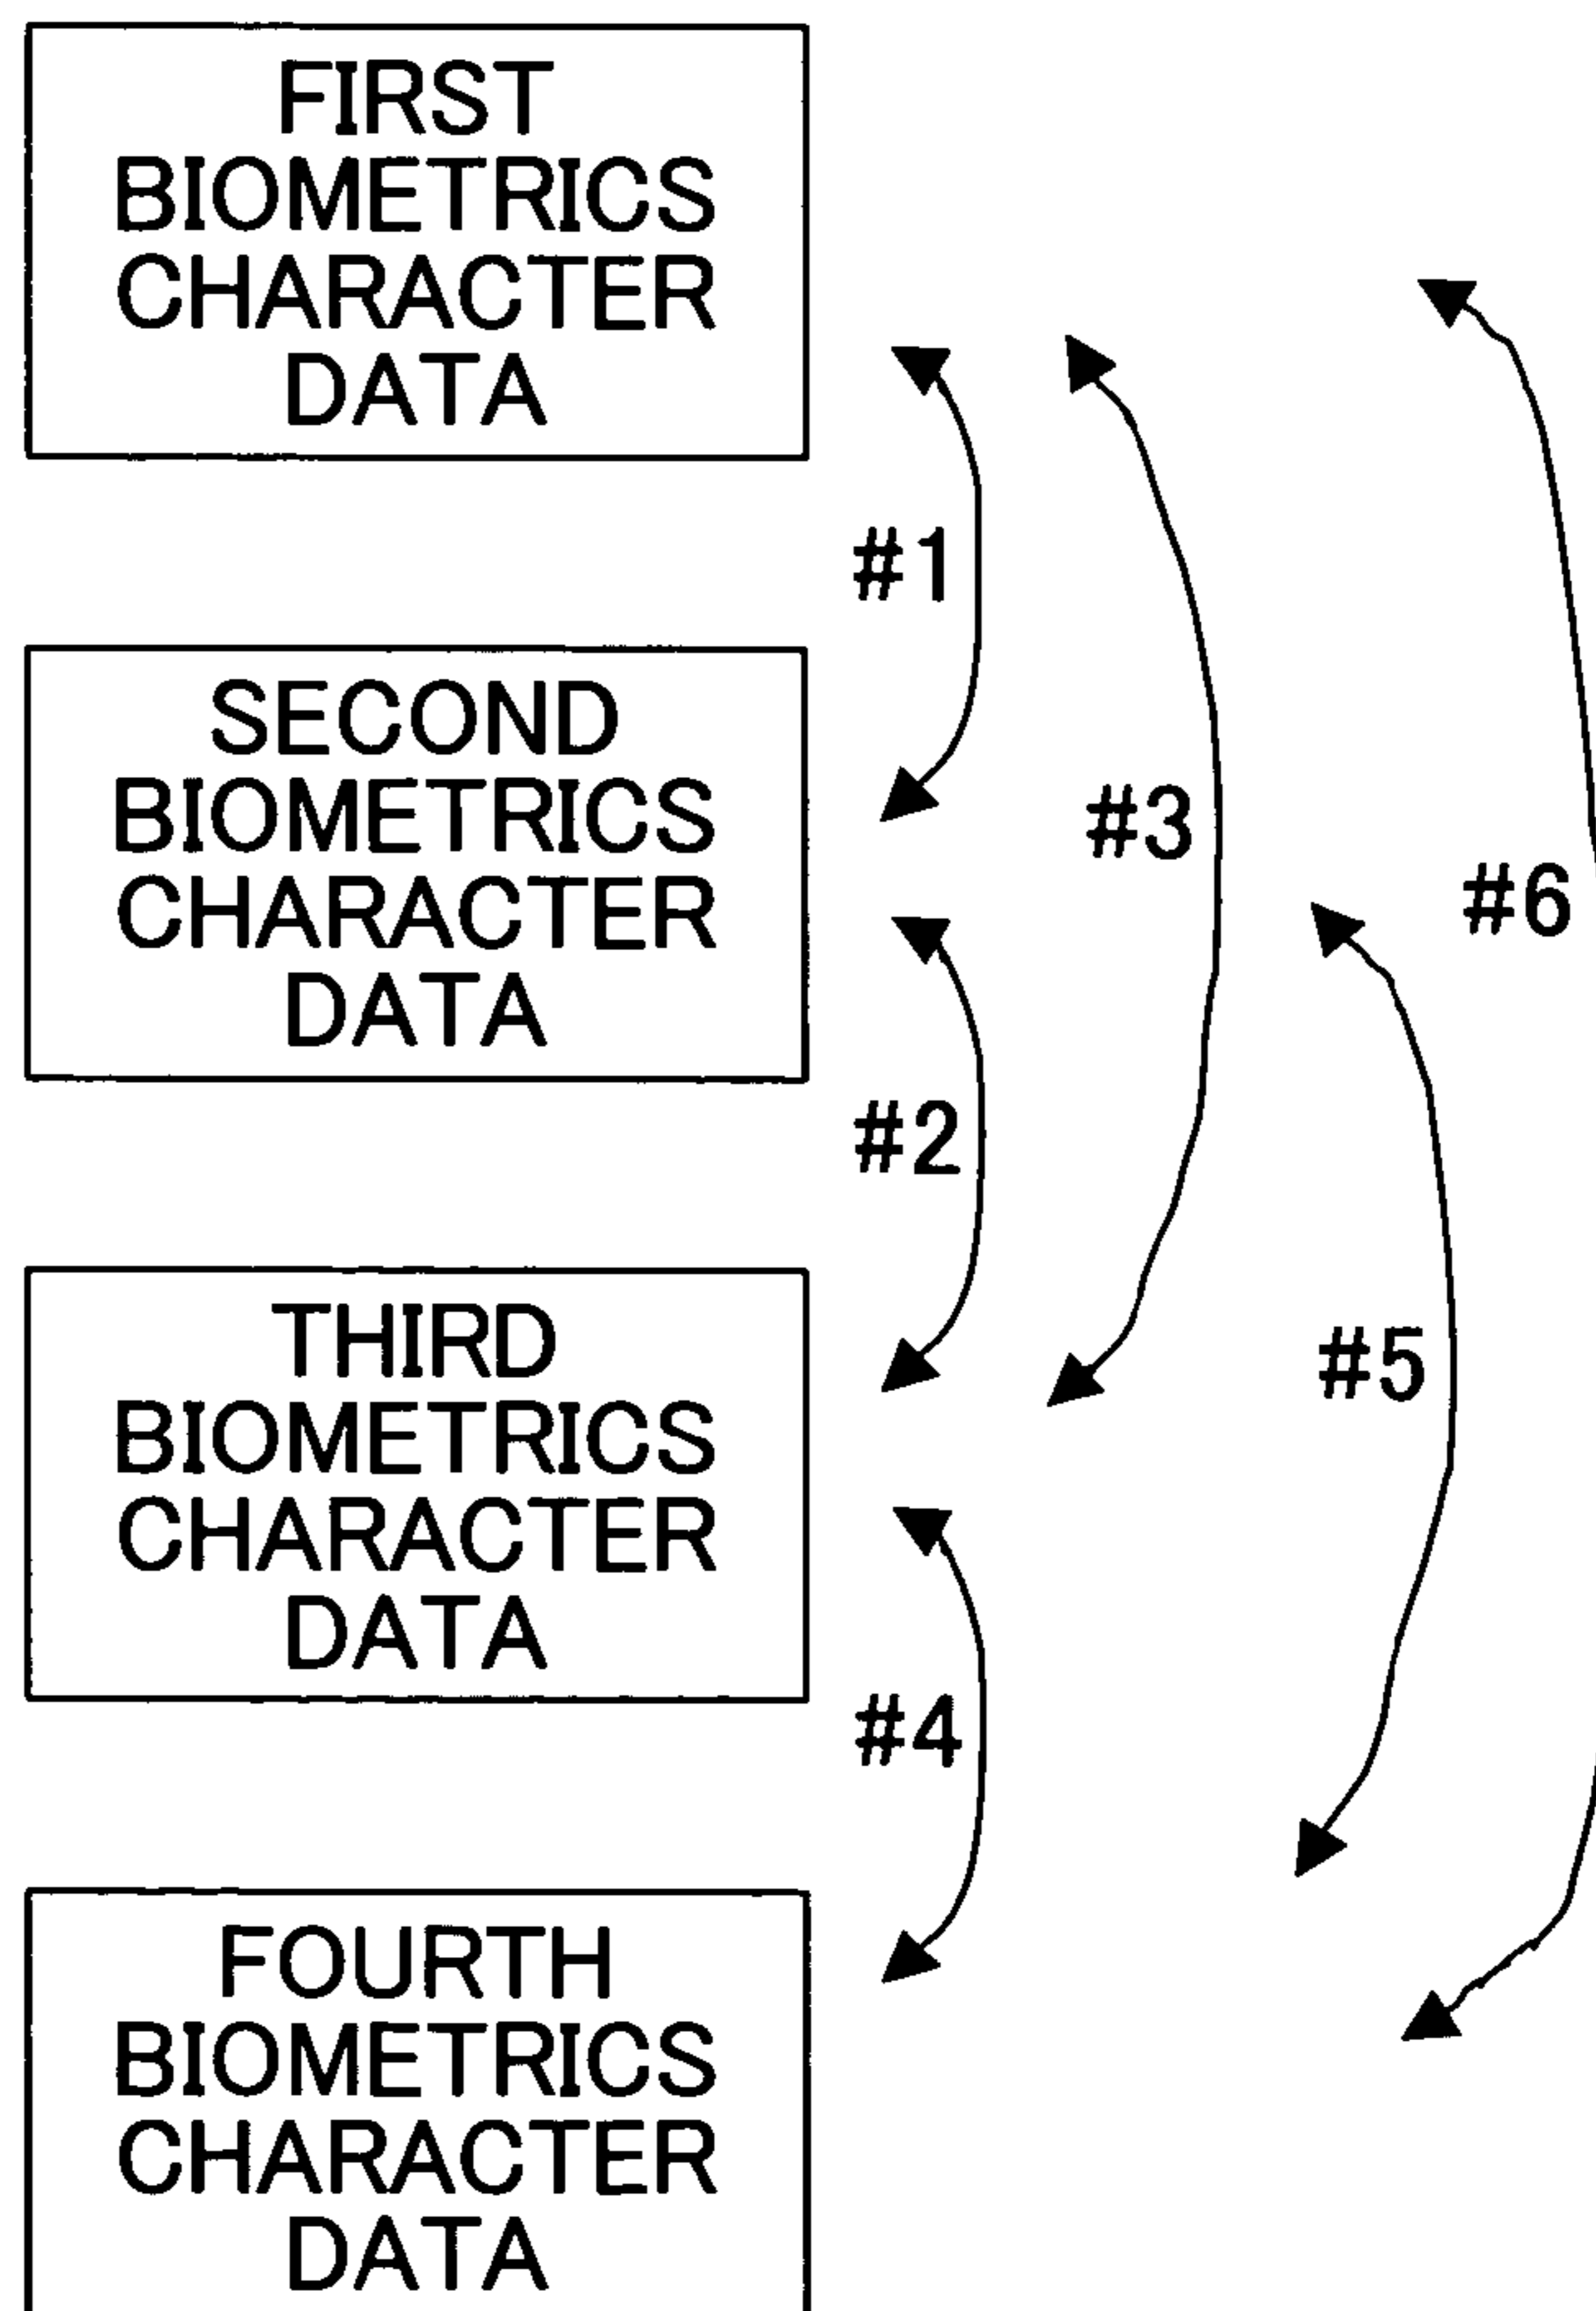 FIRST
BIOMETRICS
CHARACTER
DATA
#1
SECOND
BIOMETRICS
CHARACTER
DATA
#3
#6
#2
THIRD
BIOMETRICS
CHARACTER
DATA
#5
#4
FOURTH
BIOMETRICS
CHARACTER
DATA